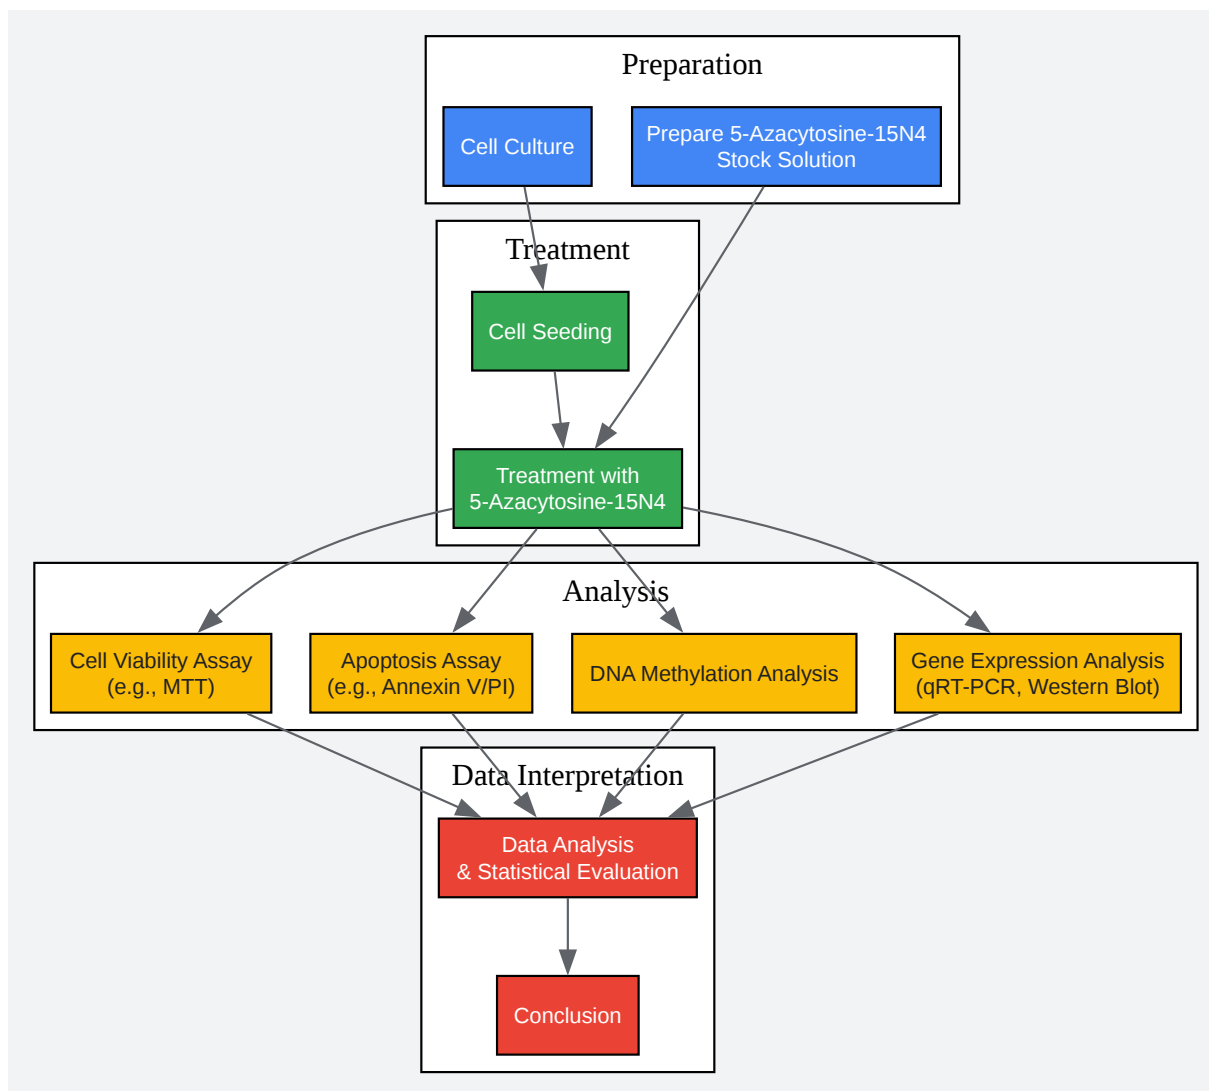 Preparation
Cell Culture
Prepare 5-Azacytosine-15N4
Stock Solution
Treatment
Cell Seeding
Treatment with
5-Azacytosine-15N4
Analysis
Cell Viability Assay
(e.g., MTT)
Apoptosis Assay
(e.g., Annexin V/PI)
DNA Methylation Analysis
Gene Expression Analysis
(qRT-PCR, Western Blot)
Data Interpretation
Data Analysis
& Statistical Evaluation
Conclusion